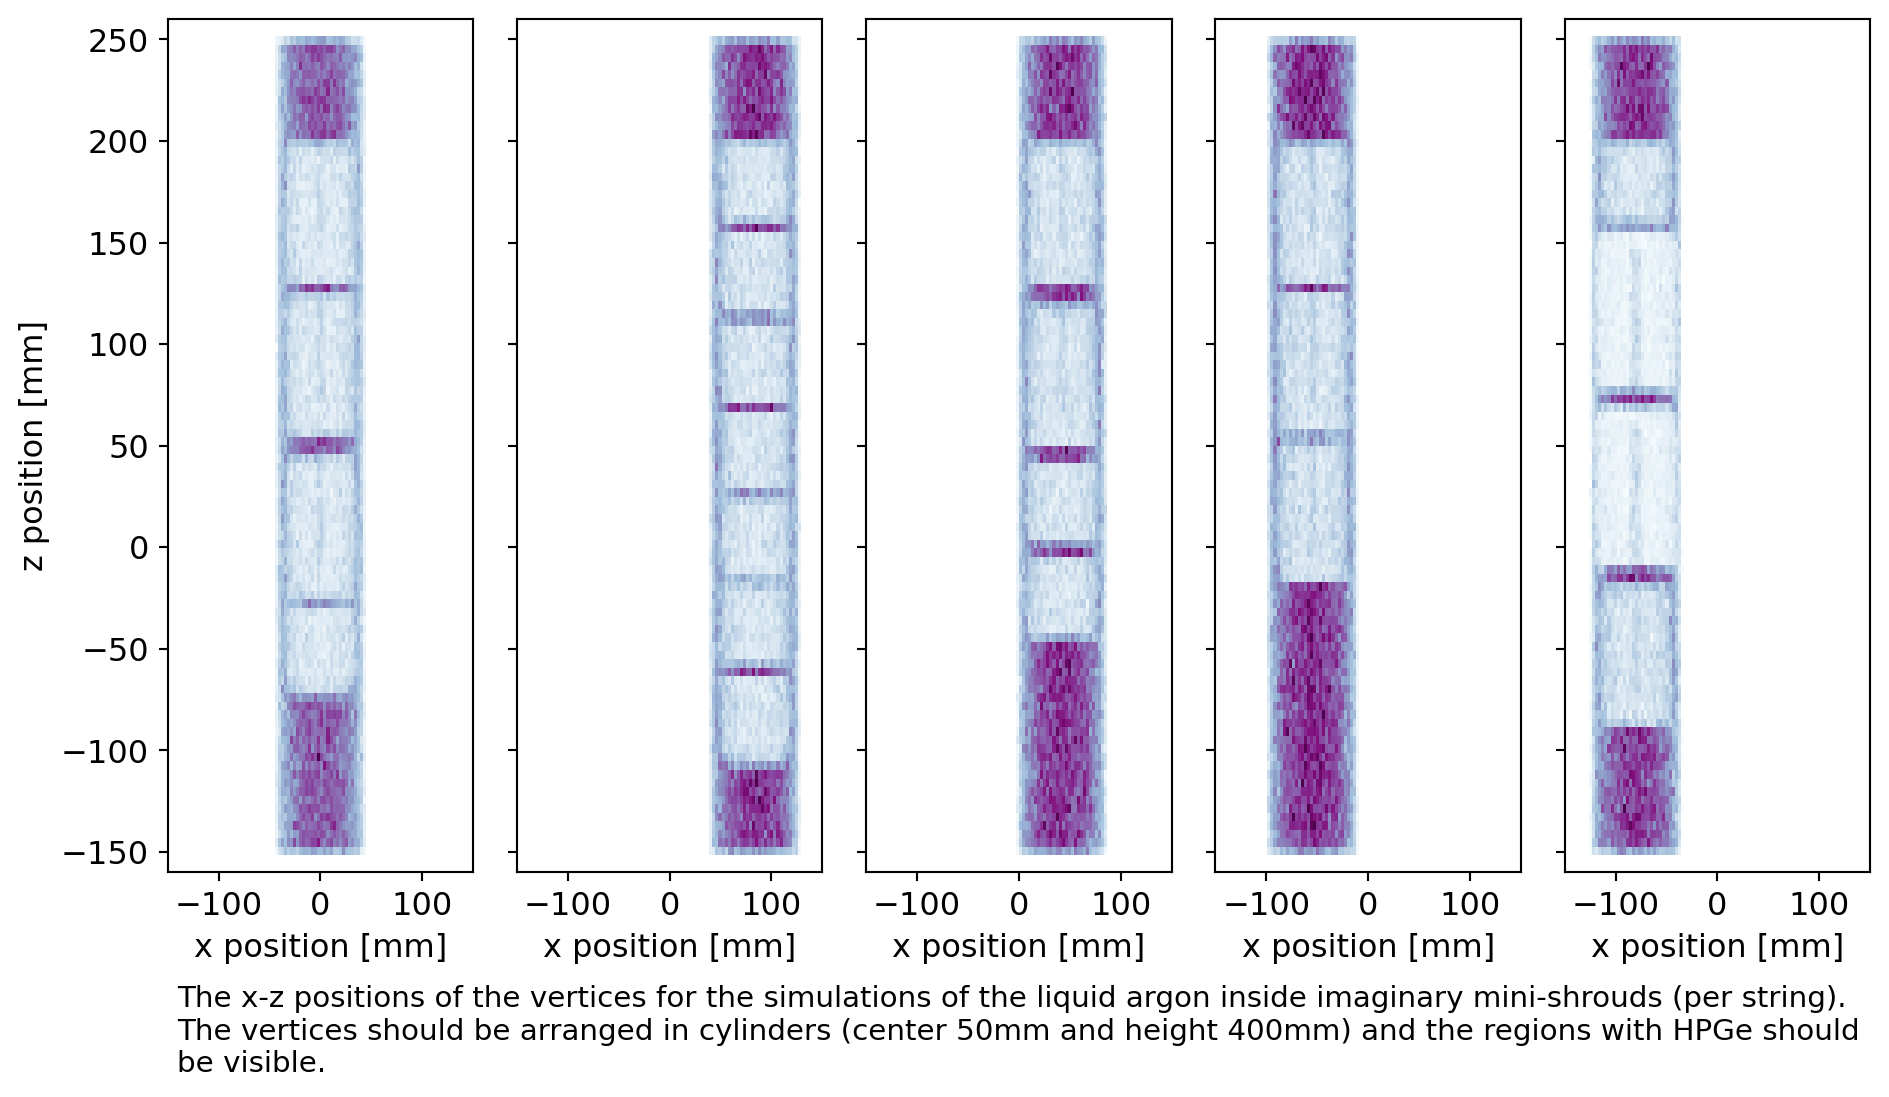 250
200
150
100
50
0
−50
−100
−150
z position [mm]
−100 0 100
−100 0 100
−100 0 100
−100 0 100
−100 0 100
x position [mm]
x position [mm]
x position [mm]
x position [mm]
x position [mm]
The x-z positions of the vertices for the simulations of the liquid argon inside imaginary mini-shrouds (per string).
The vertices should be arranged in cylinders (center 50mm and height 400mm) and the regions with HPGe should
be visible.